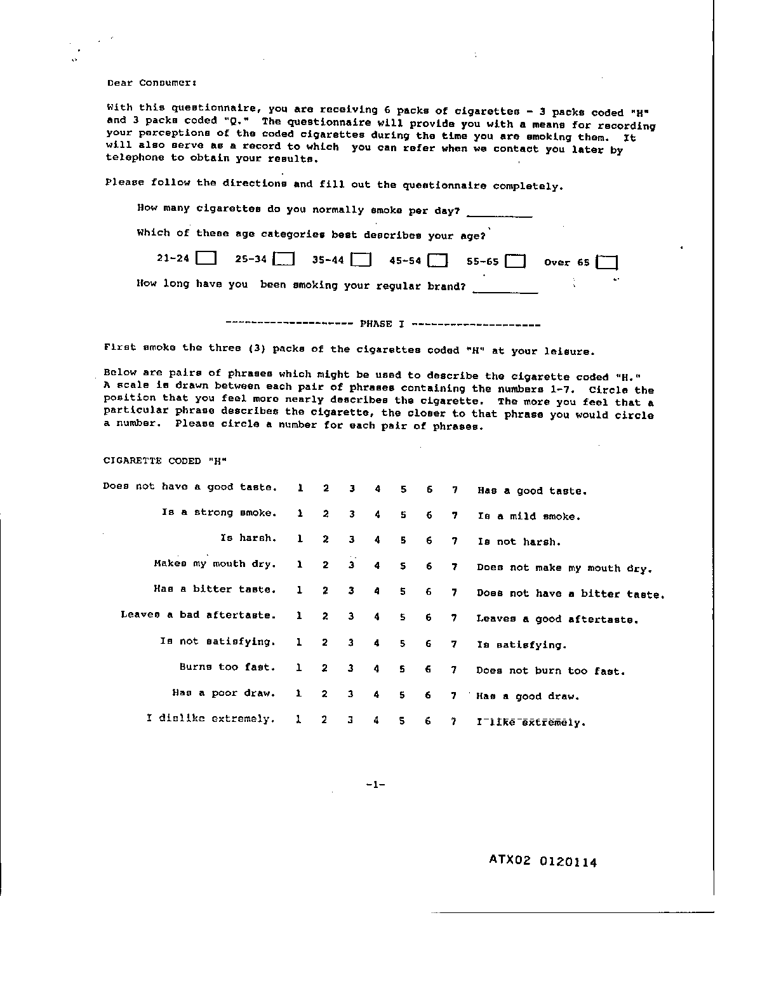 Dear Consumer:
With this questionnaire, you are receiving 6 packs of cigarettes - 3 packs coded "H"
and 3 packs coded "Q." The questionnaire will provide you with a means for recording
your perceptions of the coded cigarettes during the time you are smoking them. It
will also serve as a record to which you can refer when we contact you later by
telephone to obtain your results.
Please follow the directions and fill out the questionnaire completely.
How many cigarettes do you normally smoke per day? __________
Which of these age categories best describes your age?
21-24 25-34 35-44 45-54 55-65 Over 65
How long have you been smoking your regular brand? __________
-------------------- PHASE I --------------------
First smoke the three (3) packs of the cigarettes coded "H" at your leisure.
Below are pairs of phrases which might be used to describe the cigarette coded "H."
A scale is drawn between each pair of phrases containing the numbers 1-7. Circle the
position that you feel more nearly describes the cigarette. The more you feel that a
particular phrase describes the cigarette, the closer to that phrase you would circle
a number. Please circle a number for each pair of phrases.
CIGARETTE CODED "H"
Does not have a good taste. 1 2 3 4 5 6 7 Has a good taste.
Is a strong smoke. 1 2 3 4 5 6 7 Is a mild smoke.
Is harsh. 1 2 3 4 5 6 7 Is not harsh.
Makes my mouth dry. 1 2 3 4 5 6 7 Does not make my mouth dry.
Has a bitter taste. 1 2 3 4 5 6 7 Does not have a bitter taste.
Leaves a bad aftertaste. 1 2 3 4 5 6 7 Leaves a good aftertaste.
Is not satisfying. 1 2 3 4 5 6 7 Is satisfying.
Burns too fast. 1 2 3 4 5 6 7 Does not burn too fast.
Has a poor draw. 1 2 3 4 5 6 7 Has a good draw.
I dislike extremely. 1 2 3 4 5 6 7 I like extremely.
-1-
ATX02 0120114